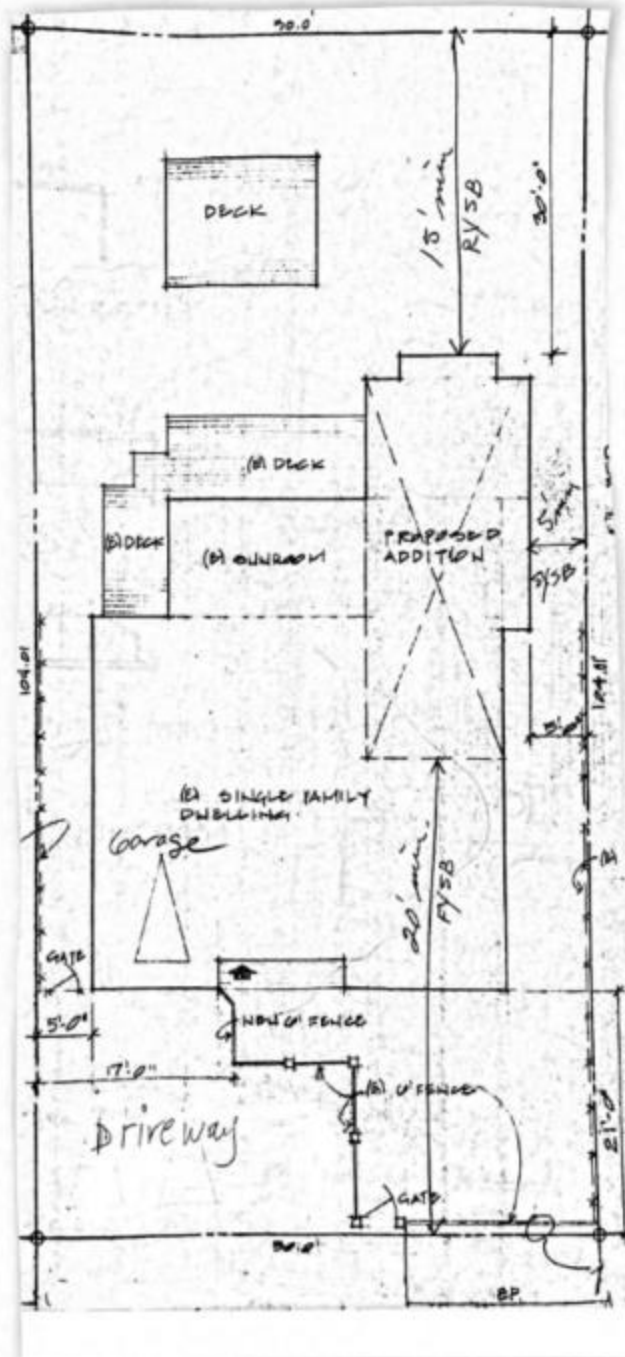 50.0'
DECK
15' min
RYSB
30'-0"
(E) DECK
(E) DECK
(E) SUNROOM
PROPOSED
ADDITION
5' min
SYSB
104.01
104.01
5'-0"
(E) SINGLE FAMILY
DWELLING.
Garage
20' min.
FYSB
(E)
GATE
5'-0"
NEW 6' FENCE
17'-0"
(E) 6' FENCE
Driveway
21'-0
GATE.
50.0'